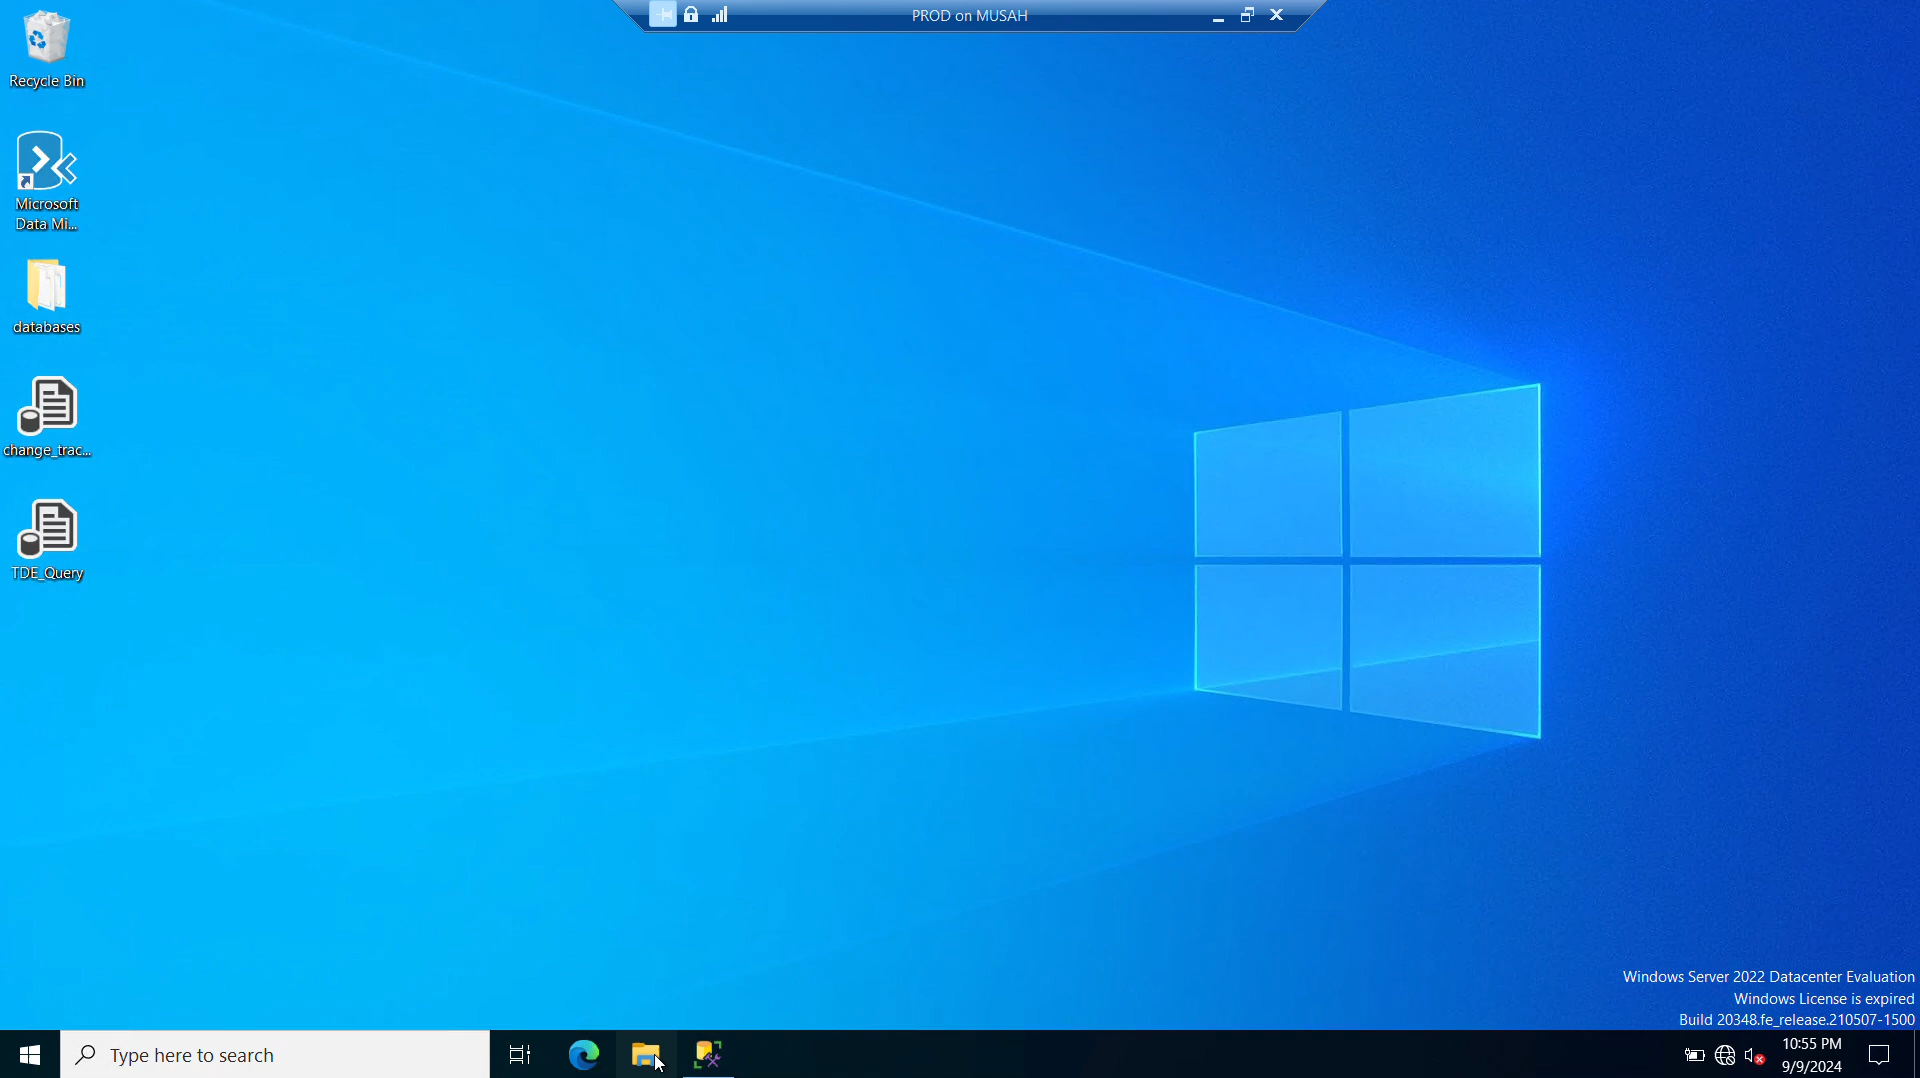 PROD on MUSAH
Recycle Bin
Microsoft
Data Mi...
databases
change_trac...
TDE_Query
Windows Server 2022 Datacenter Evaluation
Windows License is expired
Build 20348.fe_release.210507-1500
Type here to search
10:55 PM
9/9/2024